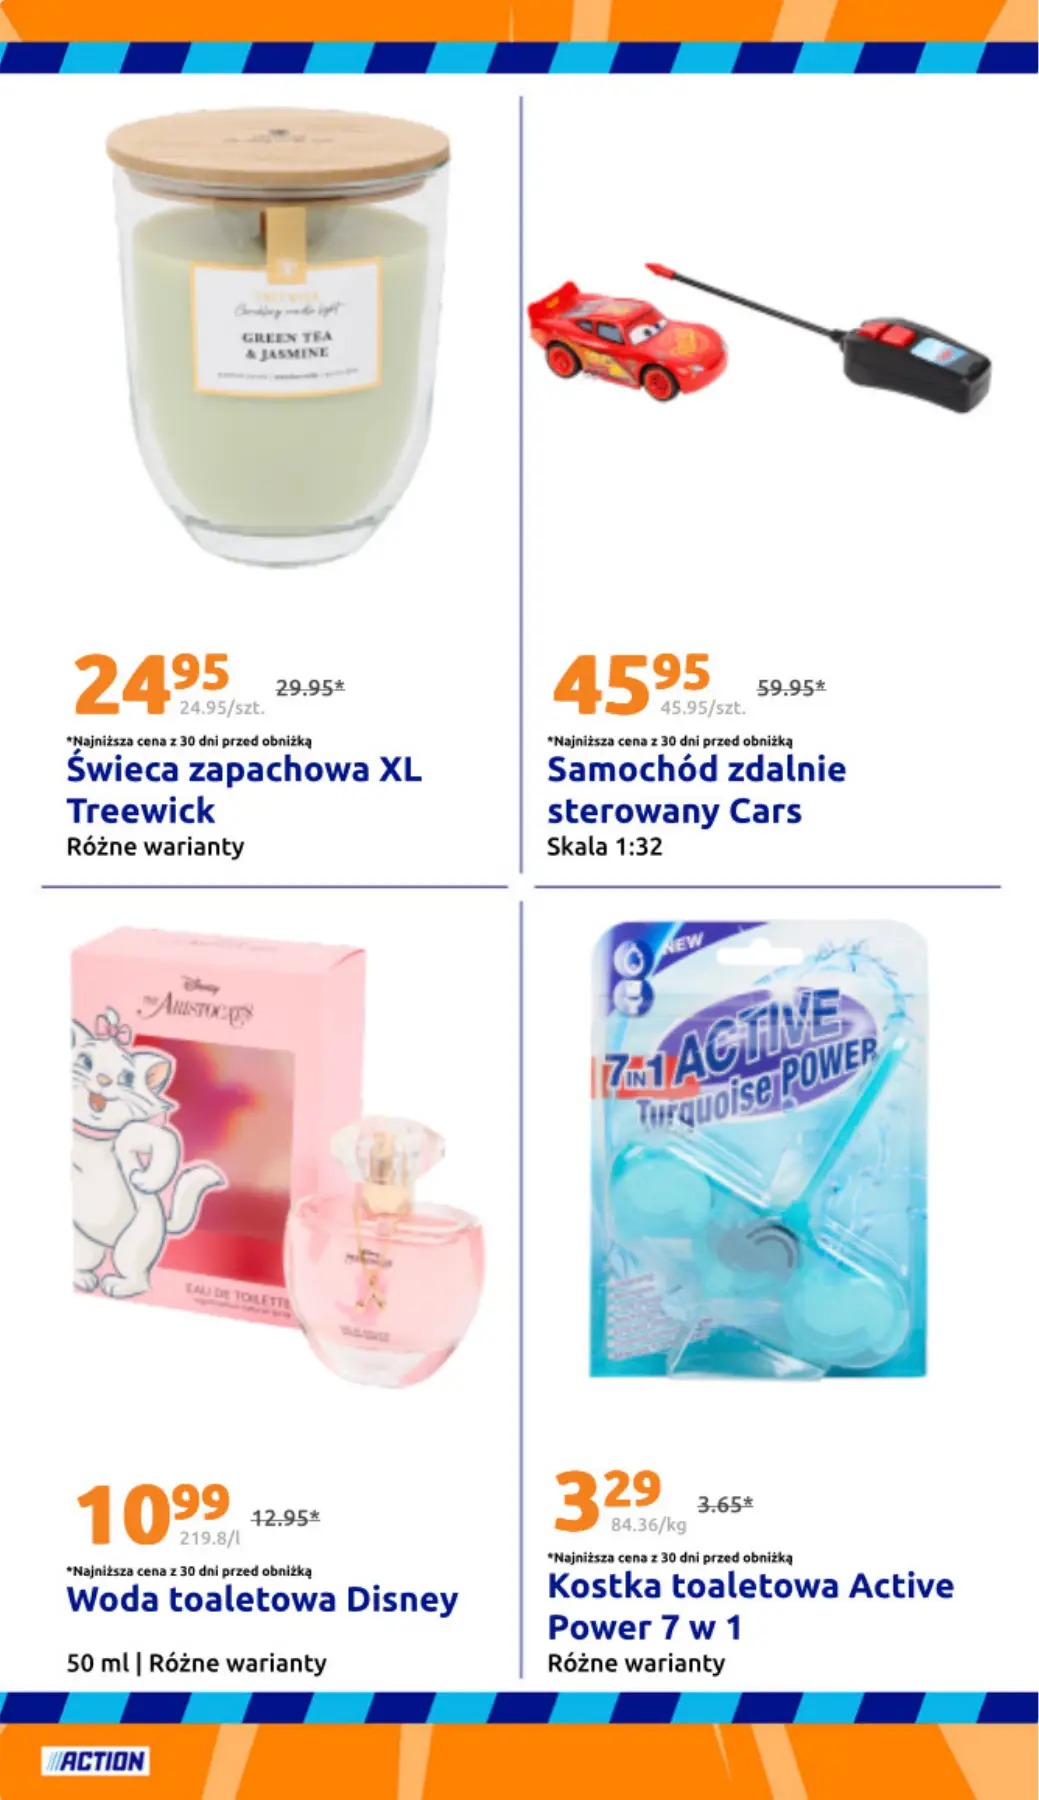 GREEN TEA
& JASMINE
24 95
29.95*
24.95/szt.
*Najniższa cena z 30 dni przed obniżką
Świeca zapachowa XL
Treewick
Różne warianty
45 95
59.95*
45.95/szt.
*Najniższa cena z 30 dni przed obniżką
Samochód zdalnie
sterowany Cars
Skala 1:32
Disney
THE ARISTOCATS
EAU DE TOILETTE
10 99
12.95*
219.8/l
*Najniższa cena z 30 dni przed obniżką
Woda toaletowa Disney
50 ml | Różne warianty
NEW
7 IN 1 ACTIVE
Turquoise POWER
3 29
3.65*
84.36/kg
*Najniższa cena z 30 dni przed obniżką
Kostka toaletowa Active
Power 7 w 1
Różne warianty
ACTION